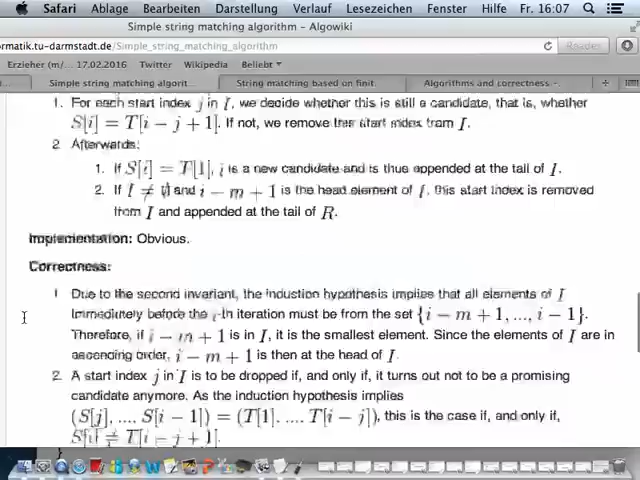 Safari Ablage Bearbeiten Darstellung Verlauf Lesezeichen Fenster Hilfe Fr. 16:07
Simple string matching algorithm – Algowiki
ormatik.tu-darmstadt.de/Simple_string_matching_algorithm Reader
Erzieher (m/ ... 17.02.2016 Twitter Wikipedia Beliebt
Simple string matching algorit String matching based on finit. Algorithms and correctness –
1. For each start index j in I, we decide whether this is still a candidate, that is, whether
S[i] = T[i − j + 1]. If not, we remove this start index from I.
2 Afterwards:
1. If S[i] = T[1], i is a new candidate and is thus appended at the tail of I.
2. If I ≠ ∅ and i − m + 1 is the head element of I, this start index is removed
from I and appended at the tail of R.
Implementation: Obvious.
Correctness:
1 Due to the second invariant, the induction hypothesis implies that all elements of I
Immediately before the i-th iteration must be from the set {i − m + 1, ..., i − 1}.
Therefore, if i − m + 1 is in I, it is the smallest element. Since the elements of I are in
ascending order, i − m + 1 is then at the head of I.
2. A start index j in I is to be dropped if, and only if, it turns out not to be a promising
candidate anymore. As the induction hypothesis implies
(S[j], ..., S[i − 1]) = (T[1], ..., T[i − j]), this is the case if, and only if,
S[i] ≠ T[i − j + 1].